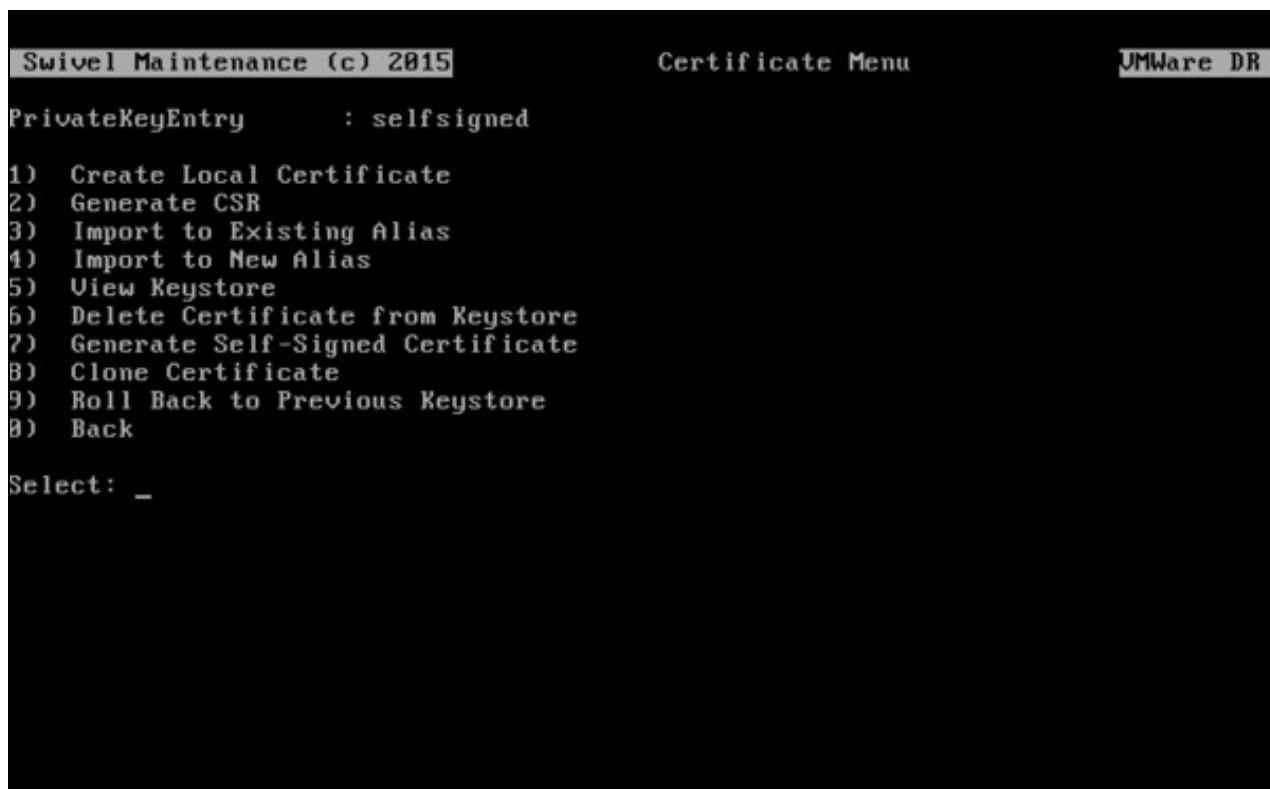 Swivel Maintenance (c) 2015 Certificate Menu VMWare DR
PrivateKeyEntry : selfsigned
1) Create Local Certificate
2) Generate CSR
3) Import to Existing Alias
4) Import to New Alias
5) View Keystore
6) Delete Certificate from Keystore
7) Generate Self-Signed Certificate
8) Clone Certificate
9) Roll Back to Previous Keystore
0) Back
Select: _